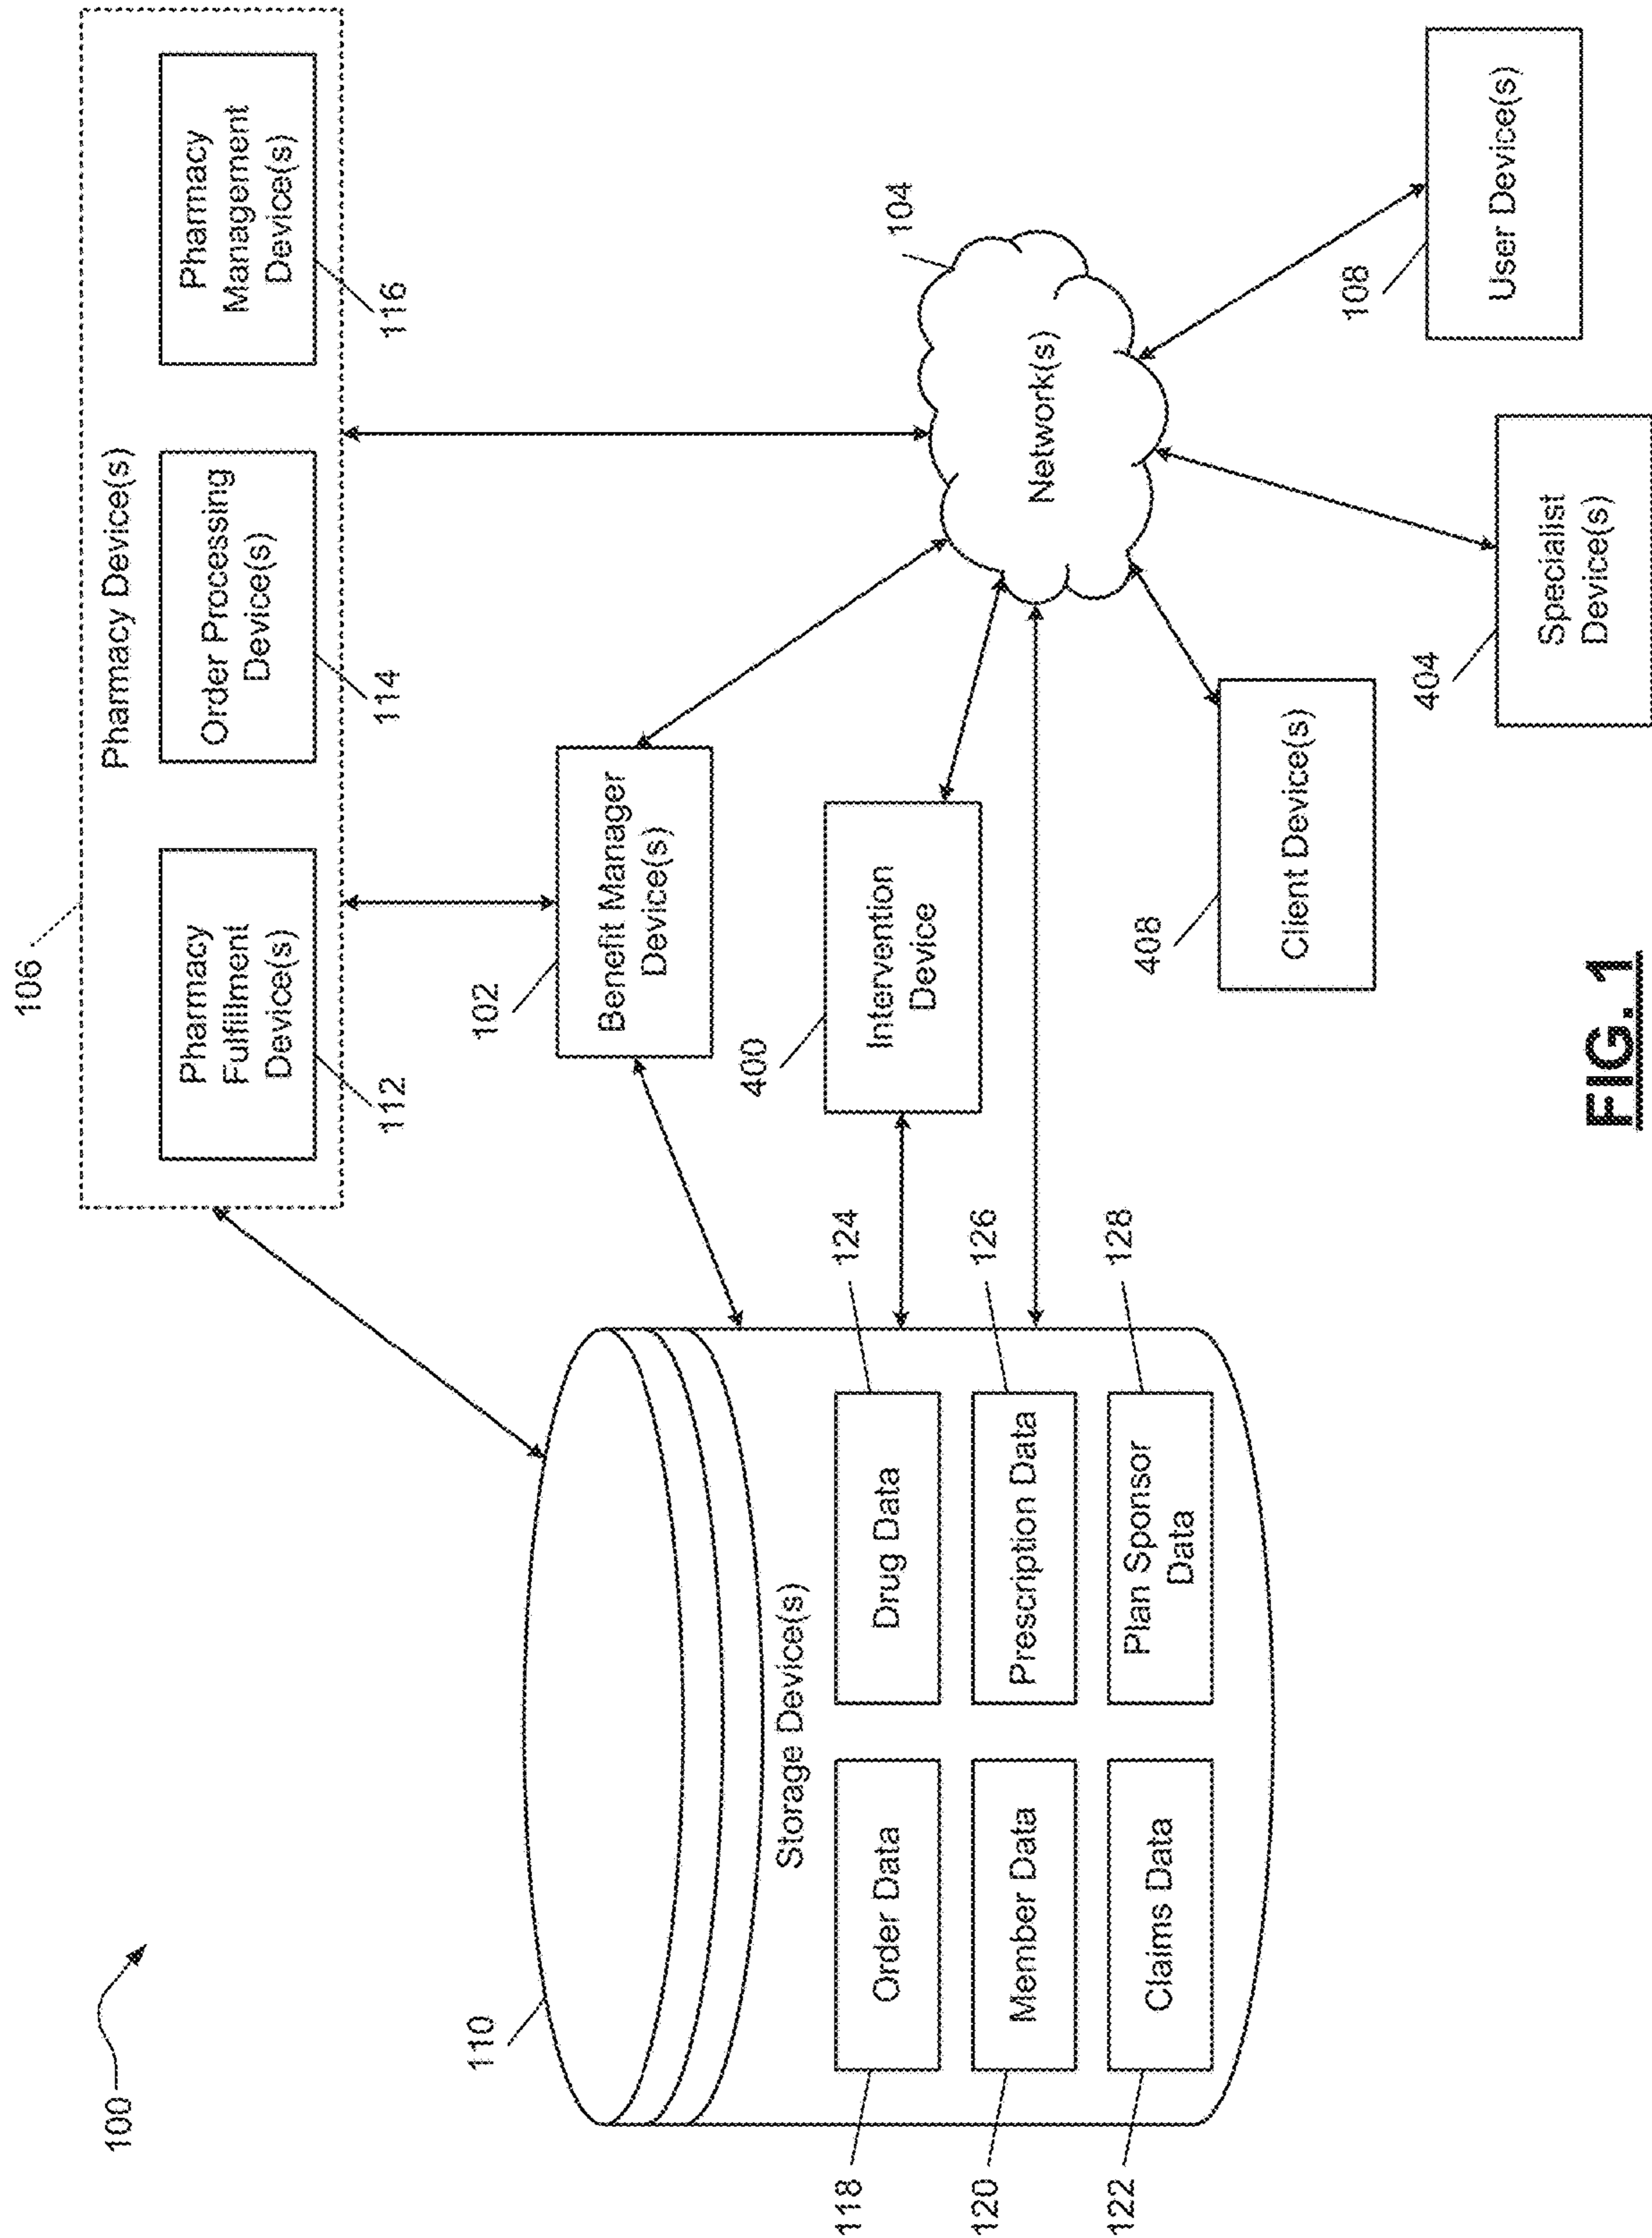 100
106
Pharmacy Device(s)
Pharmacy
Fulfillment
Device(s)
112
Order Processing
Device(s)
114
Pharmacy
Management
Device(s)
116
110
Storage Device(s)
Order Data
118
Drug Data
124
Member Data
120
Prescription Data
126
Claims Data
122
Plan Sponsor
Data
128
102
Benefit Manager
Device(s)
400
Intervention
Device
104
Network(s)
408
Client Device(s)
404
Specialist
Device(s)
108
User Device(s)
FIG. 1